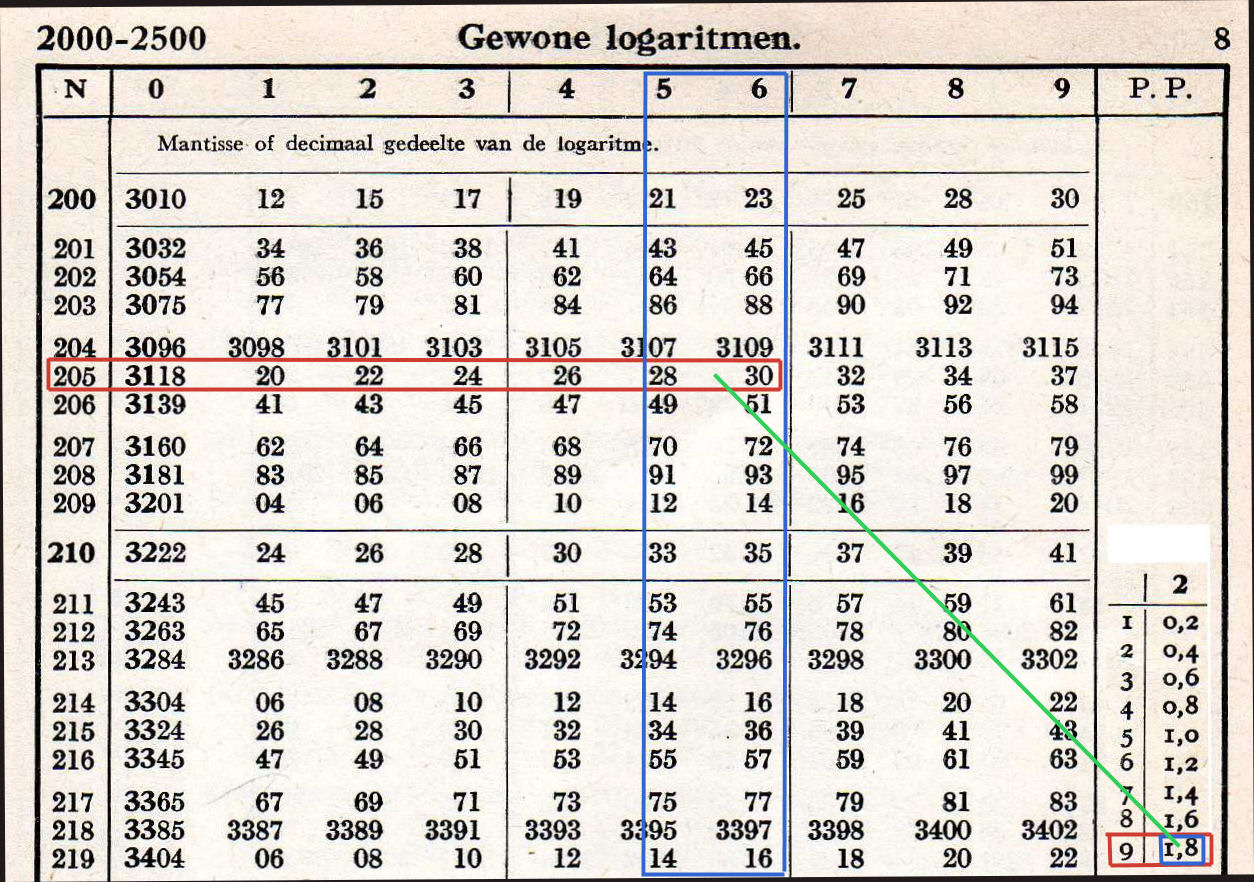 2000-2500 Gewone logaritmen. 8
N 0 1 2 3 4 5 6 7 8 9 P. P.
Mantisse of decimaal gedeelte van de logaritme.
200 3010 12 15 17 19 21 23 25 28 30
201 3032 34 36 38 41 43 45 47 49 51
202 3054 56 58 60 62 64 66 69 71 73
203 3075 77 79 81 84 86 88 90 92 94
204 3096 3098 3101 3103 3105 3107 3109 3111 3113 3115
205 3118 20 22 24 26 28 30 32 34 37
206 3139 41 43 45 47 49 51 53 56 58
207 3160 62 64 66 68 70 72 74 76 79
208 3181 83 85 87 89 91 93 95 97 99
209 3201 04 06 08 10 12 14 16 18 20
210 3222 24 26 28 30 33 35 37 39 41
211 3243 45 47 49 51 53 55 57 59 61
212 3263 65 67 69 72 74 76 78 80 82
213 3284 3286 3288 3290 3292 3294 3296 3298 3300 3302
214 3304 06 08 10 12 14 16 18 20 22
215 3324 26 28 30 32 34 36 39 41 43
216 3345 47 49 51 53 55 57 59 61 63
217 3365 67 69 71 73 75 77 79 81 83
218 3385 3387 3389 3391 3393 3395 3397 3398 3400 3402
219 3404 06 08 10 12 14 16 18 20 22
2
1 0,2
2 0,4
3 0,6
4 0,8
5 1,0
6 1,2
7 1,4
8 1,6
9 1,8